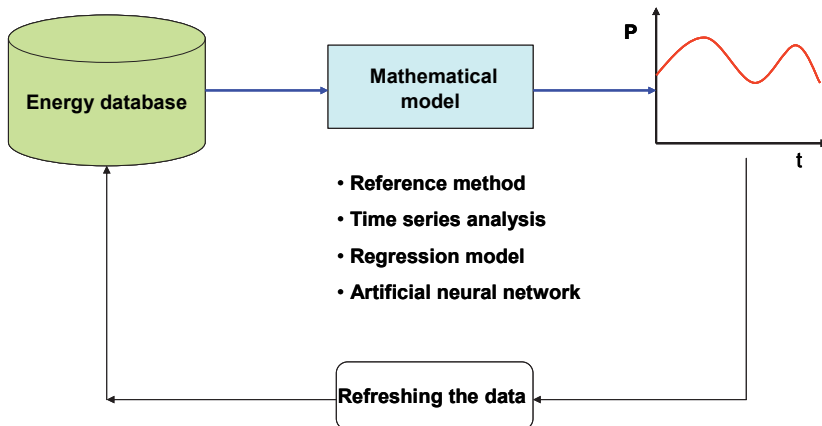 Energy database
Mathematical
model
P
t
• Reference method
• Time series analysis
• Regression model
• Artificial neural network
Refreshing the data